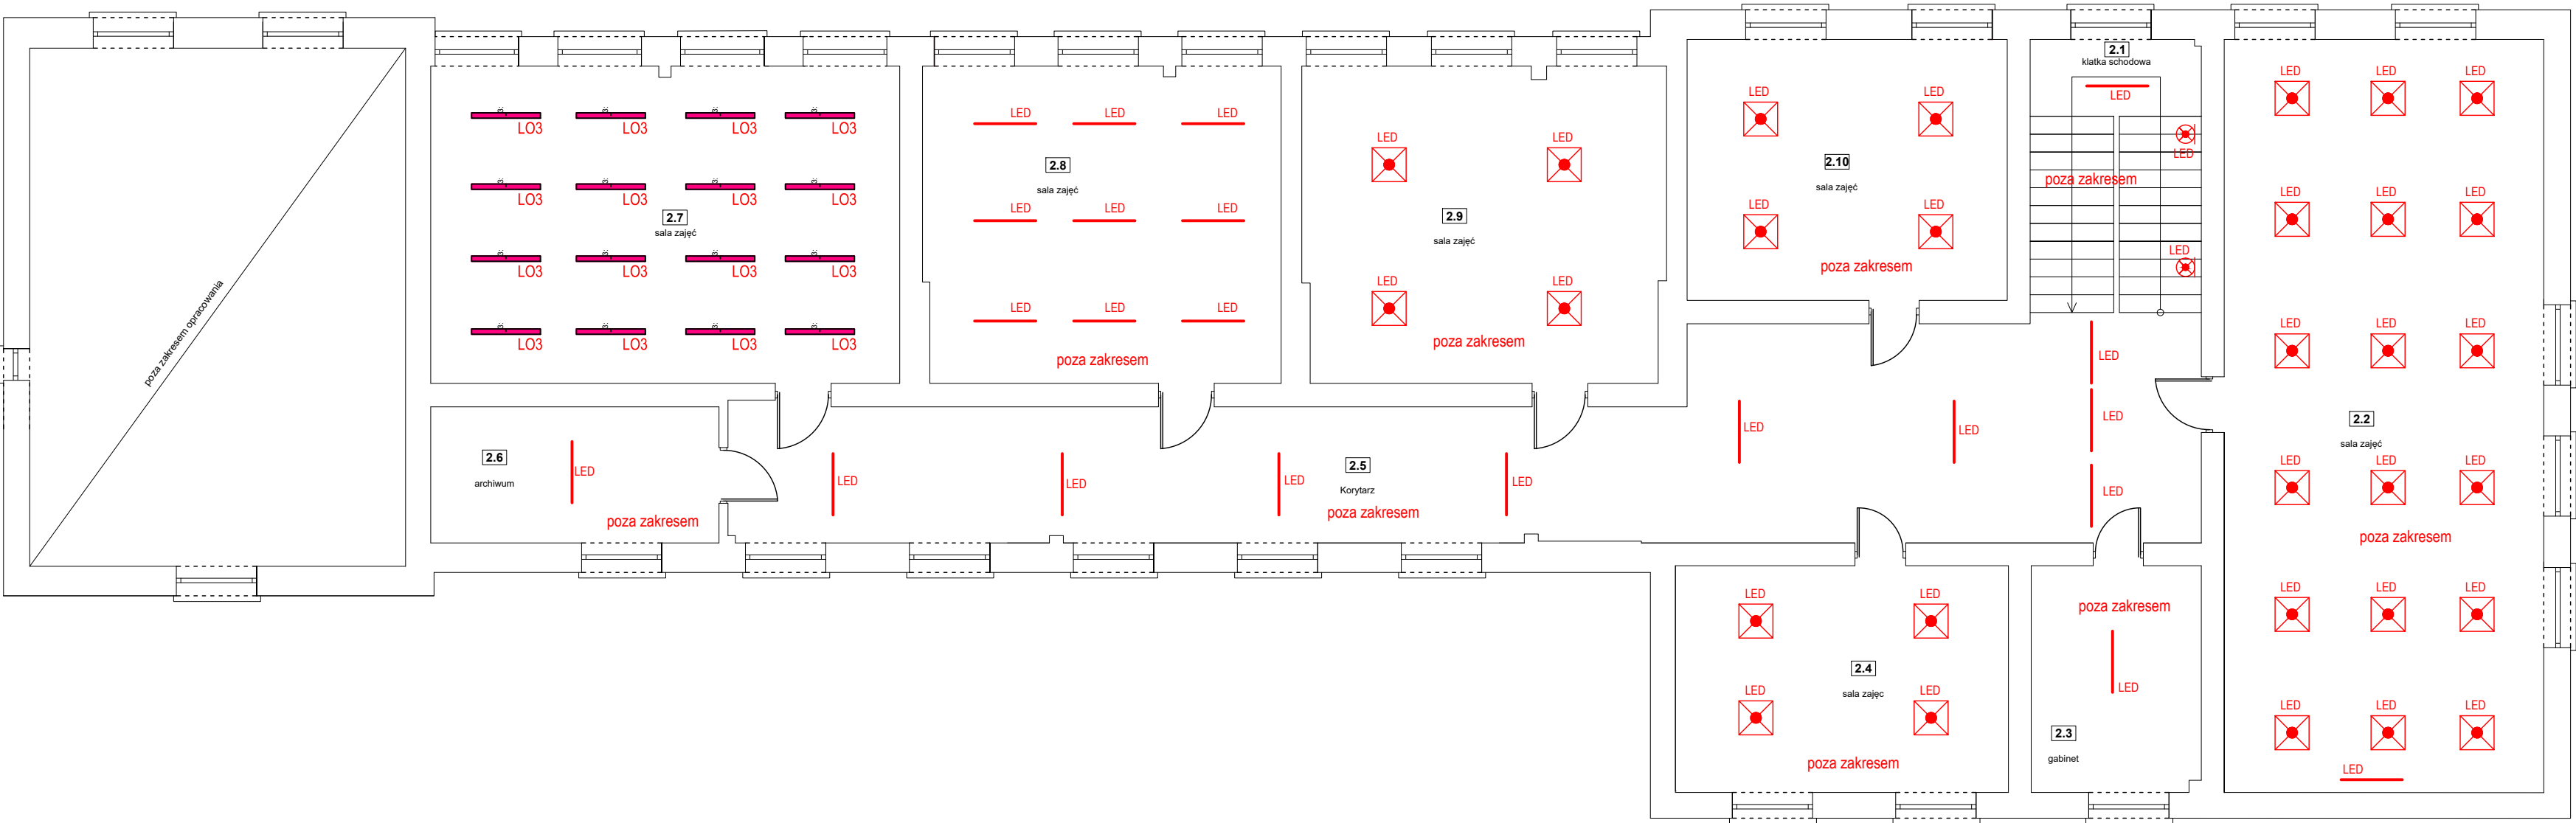 poza zakresem opracowania
LO3 LO3 LO3 LO3
LO3 LO3 LO3 LO3
2.7
sala zajęć
LO3 LO3 LO3 LO3
LO3 LO3 LO3 LO3
LED LED LED
2.8
sala zajęć
LED LED LED
LED LED LED
poza zakresem
LED LED
2.9
sala zajęć
LED LED
poza zakresem
LED LED
2.10
sala zajęć
LED LED
poza zakresem
2.1
klatka schodowa
LED
LED
poza zakresem
LED
LED LED LED
LED LED LED
LED LED LED
2.2
sala zajęć
LED LED LED
poza zakresem
LED LED LED
LED LED LED
LED
2.6
archiwum
LED
poza zakresem
LED LED LED LED
2.5
Korytarz
poza zakresem
LED LED
LED
LED
LED
LED LED
2.4
sala zajęc
LED LED
poza zakresem
poza zakresem
LED
2.3
gabinet